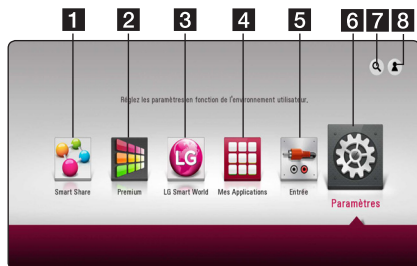 1 2 3 4 5 6 7 8
Réglez les paramètres en fonction de l'environnement utilisateur.
LG
Smart Share Premium LG Smart World Mes Applications Entrée
Paramètres